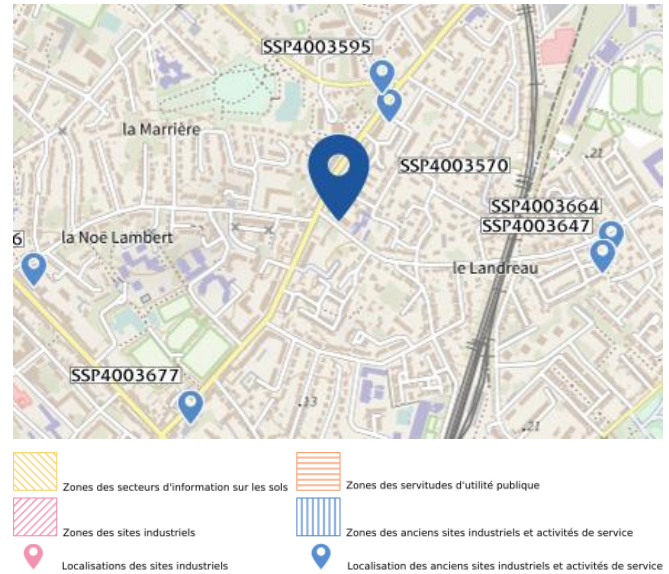 SSP4003595
la Marrière
.21
SSP4003570
SSP4003664
SSP4003647
6
la Noë Lambert
le Landreau
SSP4003677
.13
.21
Zones des secteurs d'information sur les sols
Zones des servitudes d'utilité publique
Zones des sites industriels
Zones des anciens sites industriels et activités de service
Localisations des sites industriels
Localisation des anciens sites industriels et activités de service